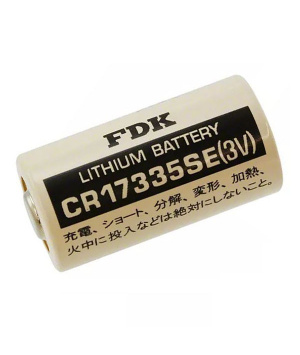 FDK
LITHIUM BATTERY
CR17335SE(3V)
充電、ショート、分解、変形、加熱、
火中に投入などは絶対にしないこと。